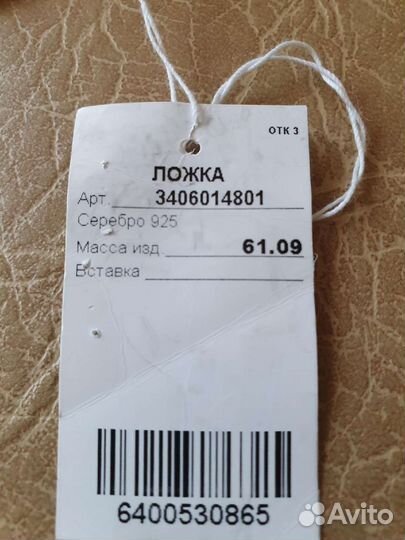 ОТК 3
ЛОЖКА
Арт. 3406014801
Серебро 925
Масса изд. 61.09
Вставка
6400530865
Avito